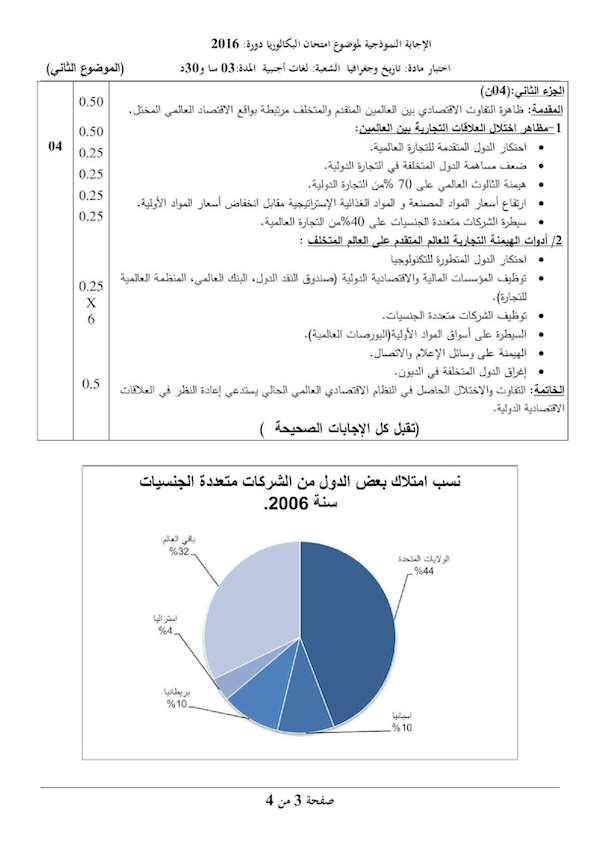 الإجابة النموذجية لموضوع امتحان البكالوريا دورة: 2016
اختبار مادة: تاريخ وجغرافيا الشعبة: لغات أجنبية المدة: 03 سا و30د (الموضوع الثاني)
الجزء الثاني:(04ن)
المقدمة: ظاهرة التفاوت الاقتصادي بين العالمين المتقدم والمتخلف مرتبطة بواقع الاقتصاد العالمي المختل.
0.50
1-مظاهر اختلال العلاقات التجارية بين العالمين:
0.50
• احتكار الدول المتقدمة للتجارة العالمية.
0.25
04
• ضعف مساهمة الدول المتخلفة في التجارة الدولية.
0.25
• هيمنة الثالوث العالمي على 70 %من التجارة الدولية.
0.25
• ارتفاع أسعار المواد المصنعة و المواد الغذائية الإستراتيجية مقابل انخفاض أسعار المواد الأولية.
0.25
• سيطرة الشركات متعددة الجنسيات على 40%من التجارة العالمية.
2/ أدوات الهيمنة التجارية للعالم المتقدم على العالم المتخلف :
• احتكار الدول المتطورة للتكنولوجيا
• توظيف المؤسسات المالية والاقتصادية الدولية (صندوق النقد الدول، البنك العالمي، المنظمة العالمية
للتجارة).
0.25
X
6
• توظيف الشركات متعددة الجنسيات.
• السيطرة على أسواق المواد الأولية(البورصات العالمية).
• الهيمنة على وسائل الإعلام والاتصال.
• إغراق الدول المتخلفة في الديون.
الخاتمة: التفاوت والاختلال الحاصل في النظام الاقتصادي العالمي الحالي يستدعي إعادة النظر في العلاقات
0.5
الاقتصادية الدولية.
(تقبل كل الإجابات الصحيحة )
نسب امتلاك بعض الدول من الشركات متعددة الجنسيات
سنة 2006.
باقي العالم
%32
الولايات المتحدة
%44
استراليا
%4
بريطانيا
%10
اسبانيا
%10
صفحة 3 من 4